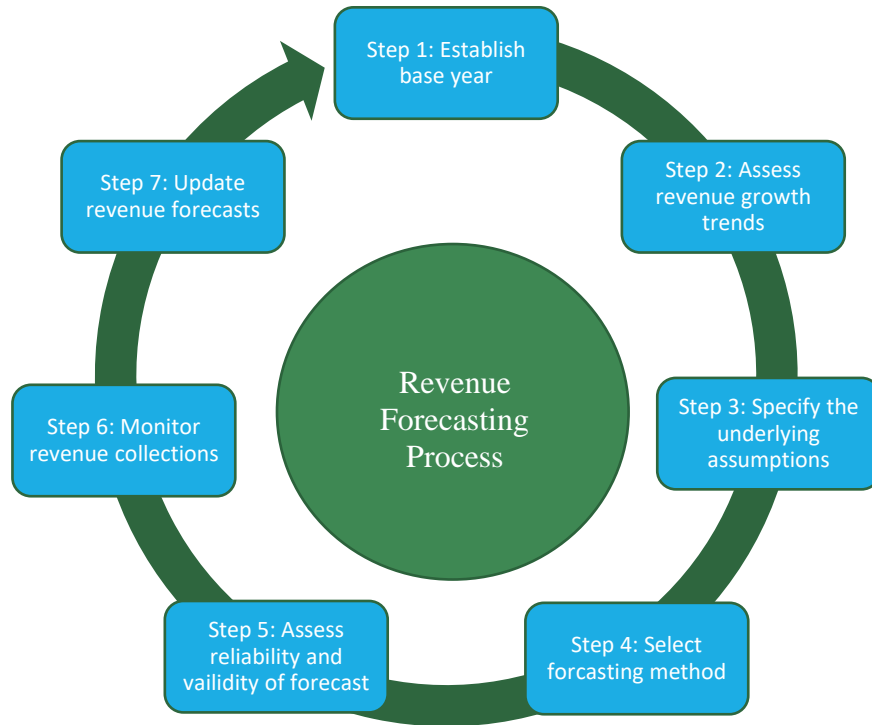 Step 1: Establish
base year
Step 2: Assess
revenue growth
trends
Step 3: Specify the
underlying
assumptions
Step 4: Select
forcasting method
Step 5: Assess
reliability and
vailidity of forecast
Step 6: Monitor
revenue collections
Step 7: Update
revenue forecasts
Revenue
Forecasting
Process